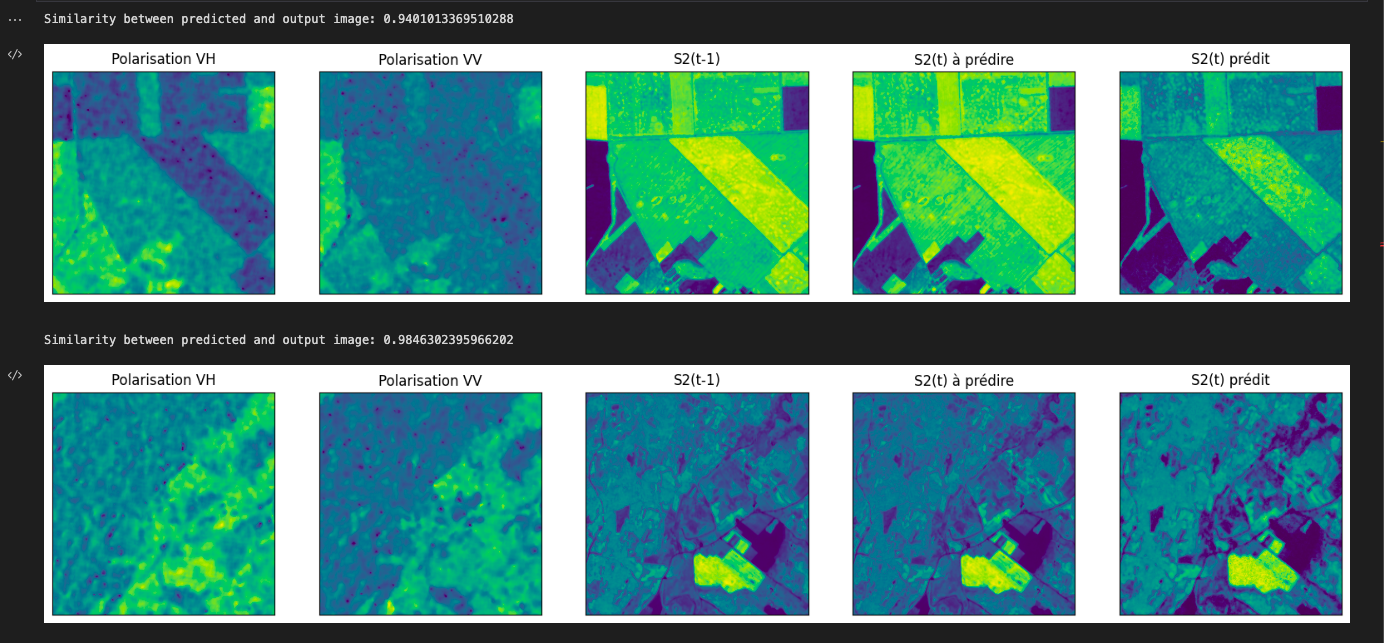 Similarity between predicted and output image: 0.9401013369510288
Polarisation VH Polarisation VV S2(t-1) S2(t) à prédire S2(t) prédit
Similarity between predicted and output image: 0.9846302395966202
Polarisation VH Polarisation VV S2(t-1) S2(t) à prédire S2(t) prédit